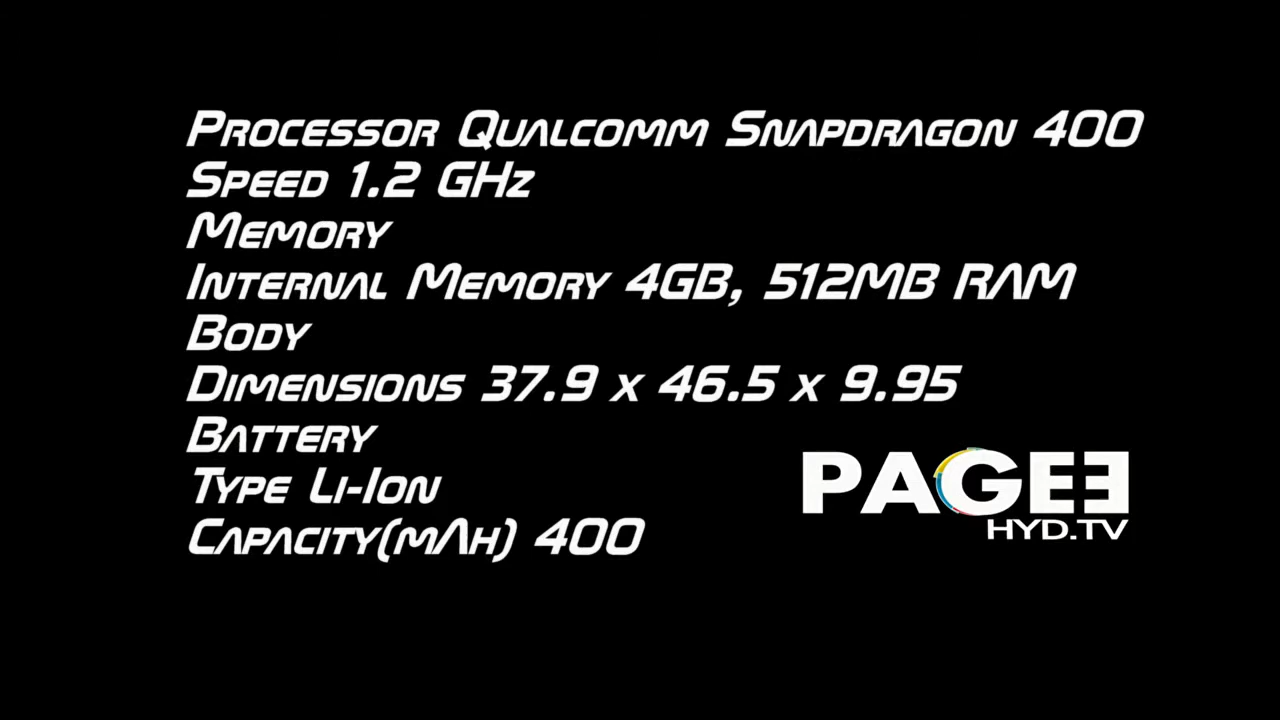 Processor Qualcomm Snapdragon 400
Speed 1.2 GHz
Memory
Internal Memory 4GB, 512MB RAM
Body
Dimensions 37.9 x 46.5 x 9.95
Battery
Type Li-Ion
Capacity(mAh) 400
PAGE3
HYD.TV